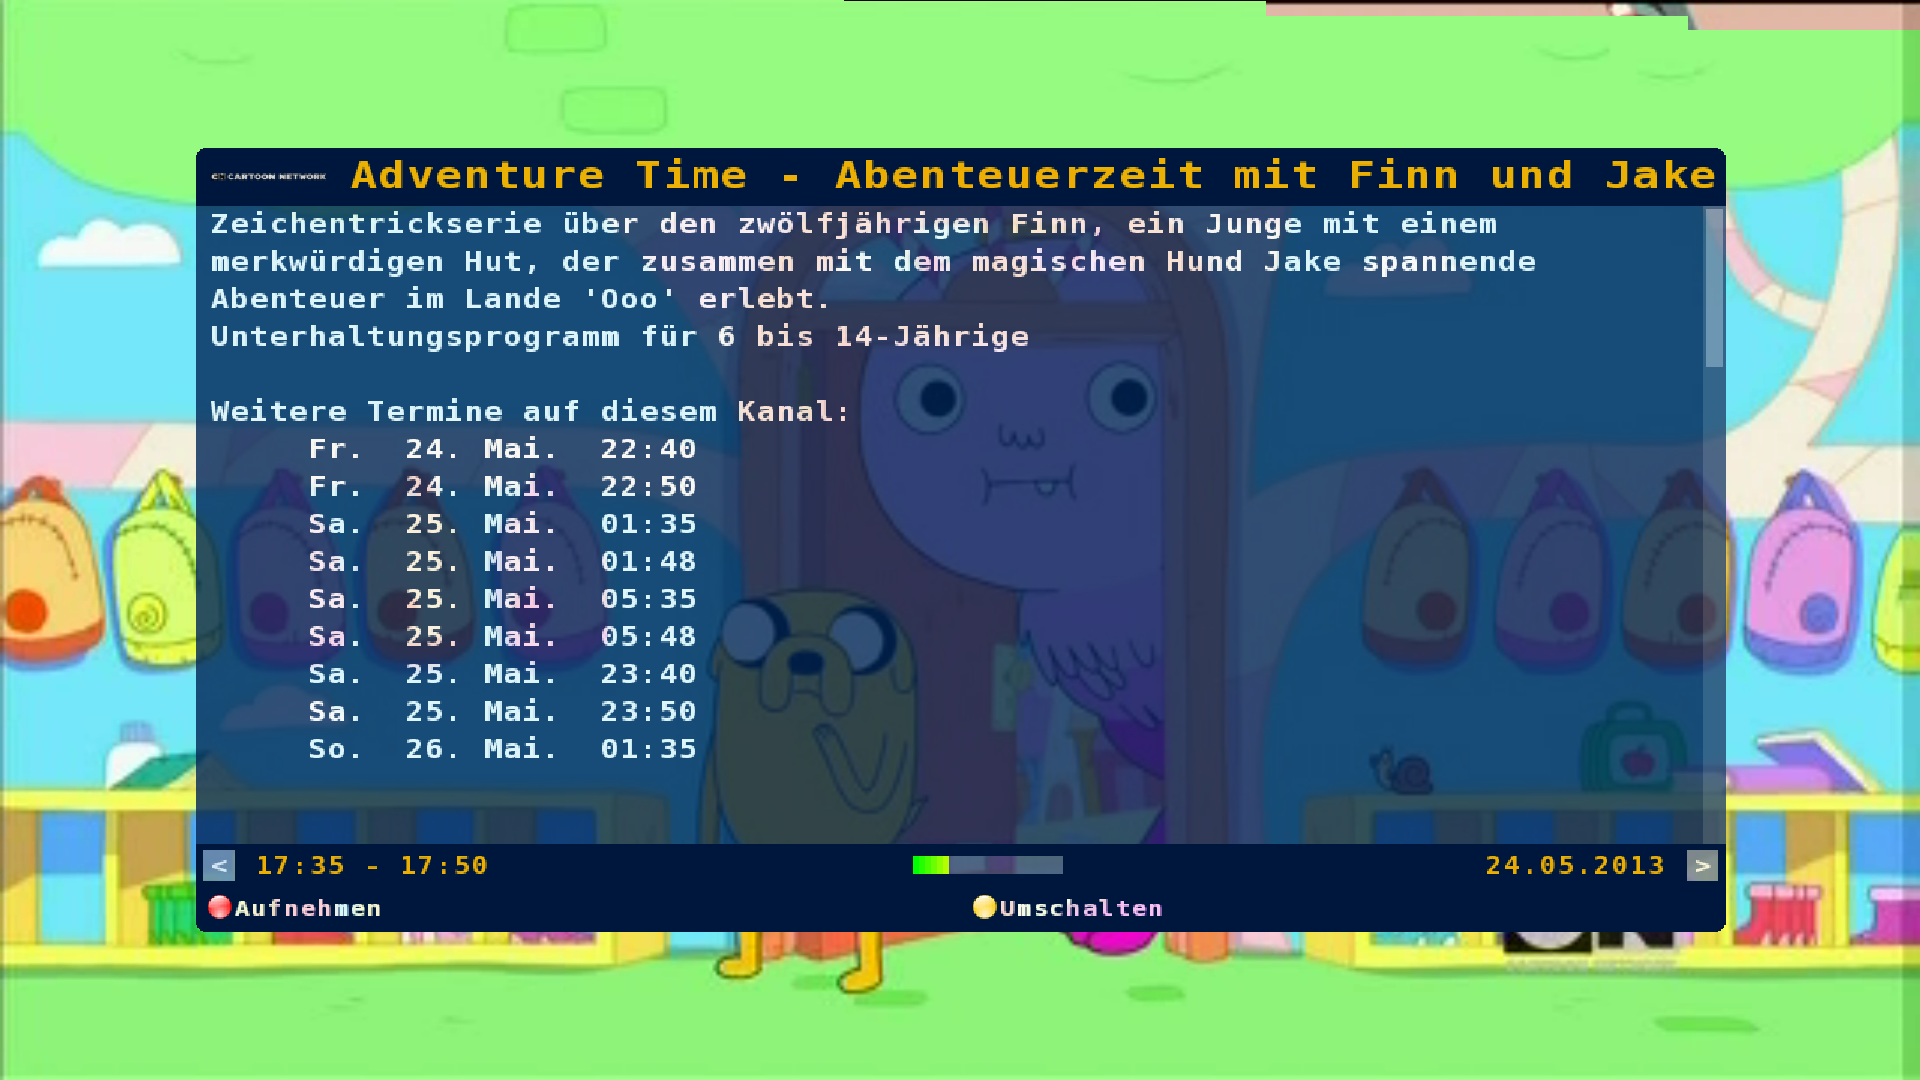 CARTOON NETWORK Adventure Time - Abenteuerzeit mit Finn und Jake
Zeichentrickserie über den zwölfjährigen Finn, ein Junge mit einem
merkwürdigen Hut, der zusammen mit dem magischen Hund Jake spannende
Abenteuer im Lande 'Ooo' erlebt.
Unterhaltungsprogramm für 6 bis 14-Jährige
Weitere Termine auf diesem Kanal:
Fr. 24. Mai. 22:40
Fr. 24. Mai. 22:50
Sa. 25. Mai. 01:35
Sa. 25. Mai. 01:48
Sa. 25. Mai. 05:35
Sa. 25. Mai. 05:48
Sa. 25. Mai. 23:40
Sa. 25. Mai. 23:50
So. 26. Mai. 01:35
< 17:35 - 17:50 24.05.2013 >
Aufnehmen Umschalten